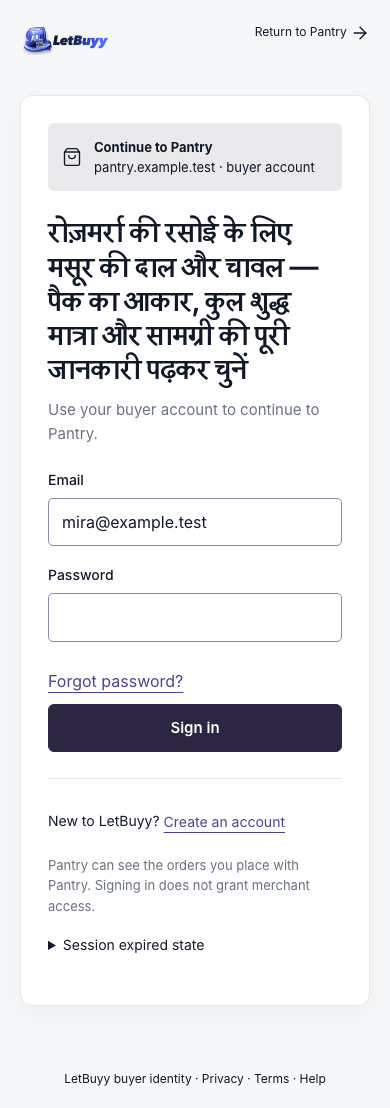 LetBuyy
Return to Pantry
Continue to Pantry
pantry.example.test · buyer account
रोज़मर्रा की रसोई के लिए
मसूर की दाल और चावल —
पैक का आकार, कुल शुद्ध
मात्रा और सामग्री की पूरी
जानकारी पढ़कर चुनें
Use your buyer account to continue to
Pantry.
Email
mira@example.test
Password
Forgot password?
Sign in
New to LetBuyy? Create an account
Pantry can see the orders you place with
Pantry. Signing in does not grant merchant
access.
Session expired state
LetBuyy buyer identity · Privacy · Terms · Help